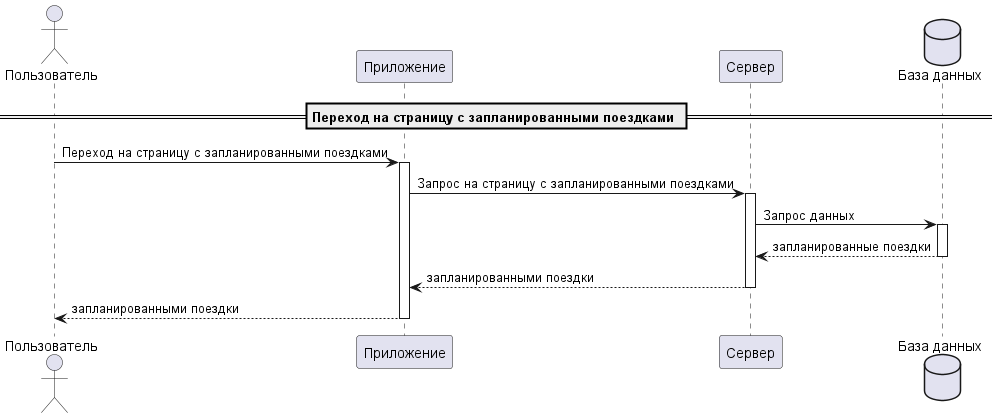 Пользователь
Приложение
Сервер
База данных
Переход на страницу с запланированными поездками
Переход на страницу с запланированными поездками
Запрос на страницу с запланированными поездками
Запрос данных
запланированные поездки
запланированными поездки
запланированными поездки
Пользователь
Приложение
Сервер
База данных